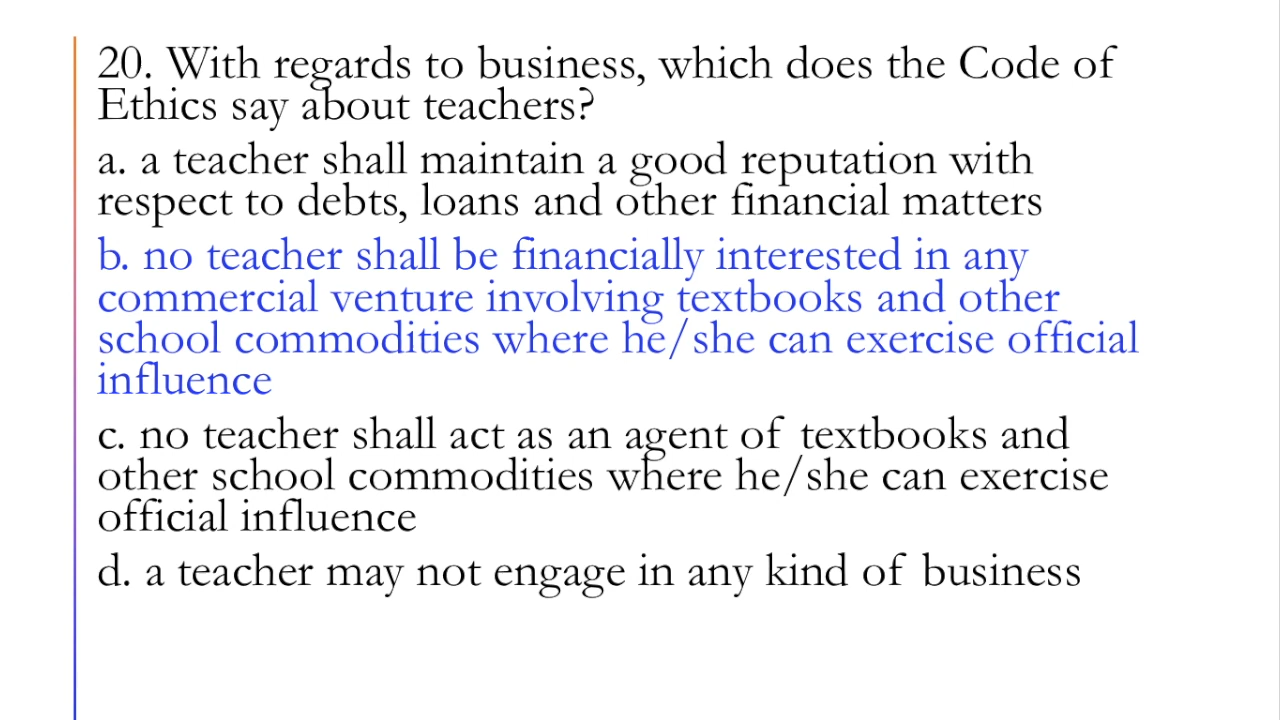 20. With regards to business, which does the Code of
Ethics say about teachers?
a. a teacher shall maintain a good reputation with
respect to debts, loans and other financial matters
b. no teacher shall be financially interested in any
commercial venture involving textbooks and other
school commodities where he/she can exercise official
influence
c. no teacher shall act as an agent of textbooks and
other school commodities where he/she can exercise
official influence
d. a teacher may not engage in any kind of business